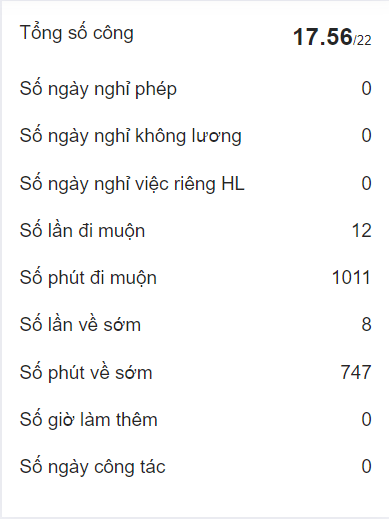 Tổng số công 17.56/22
Số ngày nghỉ phép 0
Số ngày nghỉ không lương 0
Số ngày nghỉ việc riêng HL 0
Số lần đi muộn 12
Số phút đi muộn 1011
Số lần về sớm 8
Số phút về sớm 747
Số giờ làm thêm 0
Số ngày công tác 0